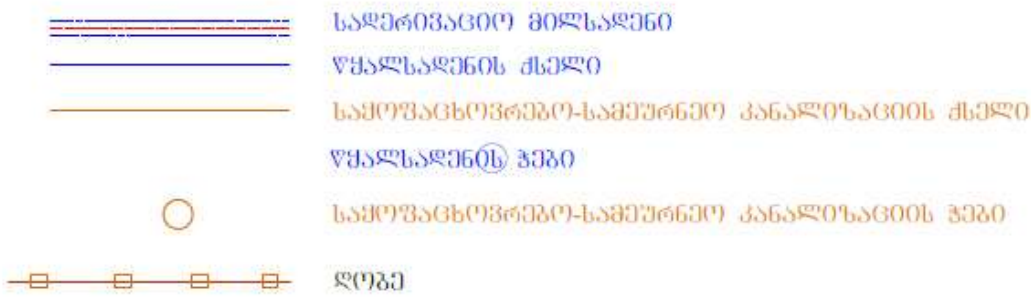 სადერივაციო მილსადენი
წყალსადენის ქსელი
საყოფაცხოვრებო-სამეურნეო კანალიზაციის ქსელი
წყალსადენის ჭები
საყოფაცხოვრებო-სამეურნეო კანალიზაციის ჭები
ღობე